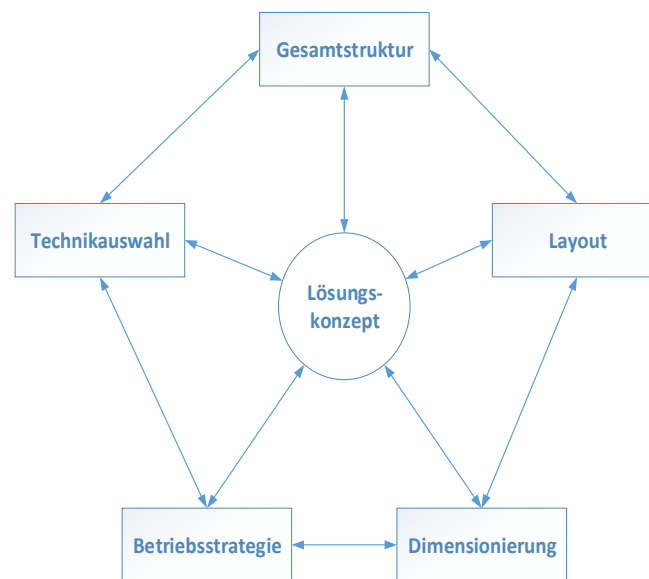 Gesamtstruktur
Technikauswahl
Layout
Lösungs-
konzept
Betriebsstrategie
Dimensionierung